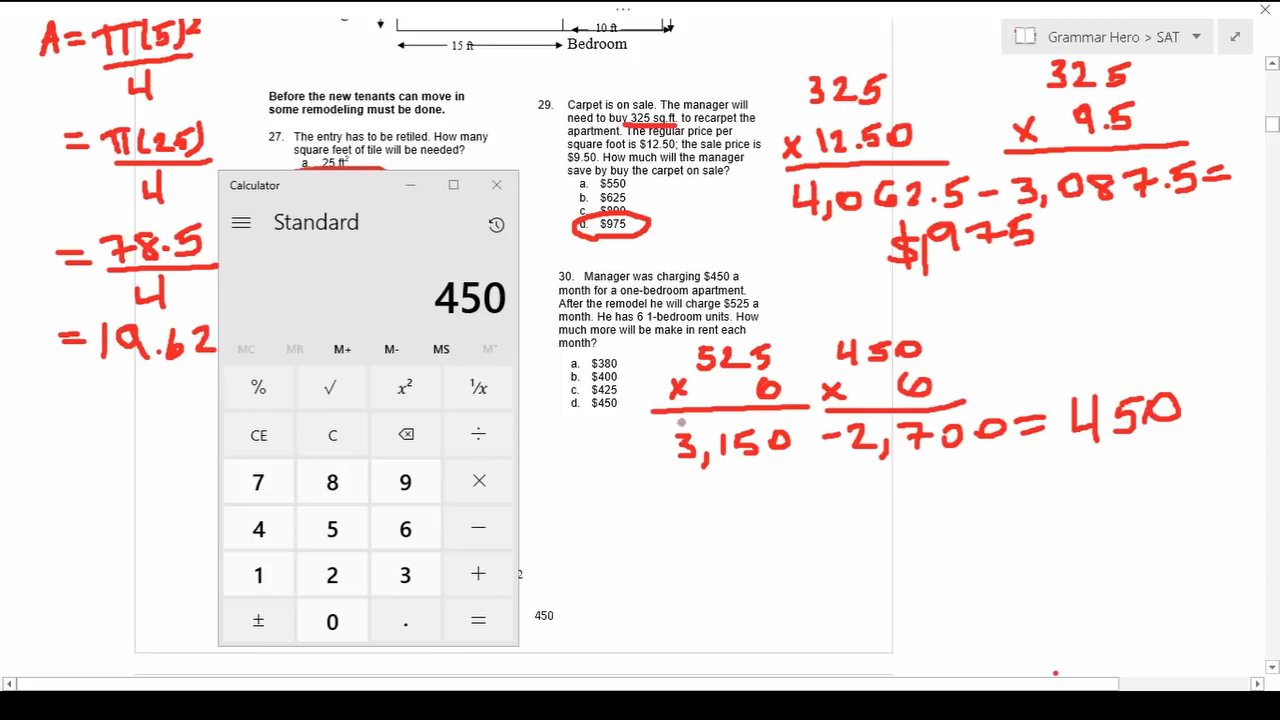 Grammar Hero > SAT
A = π(5)²
4
= π(25)
4
= 78.5
4
= 19.62
15 ft
10 ft
Bedroom
Before the new tenants can move in
some remodeling must be done.
27. The entry has to be retiled. How many
square feet of tile will be needed?
a. 25 ft²
Calculator
Standard
450
MC MR M+ M- MS M˅
% √ x² ¹/x
CE C ÷
7 8 9 ×
4 5 6 −
1 2 3 +
± 0 . =
29. Carpet is on sale. The manager will
need to buy 325 sq.ft. to recarpet the
apartment. The regular price per
square foot is $12.50; the sale price is
$9.50. How much will the manager
save by buy the carpet on sale?
a. $550
b. $625
c. $800
d. $975
325
x 12.50
325
x 9.5
4,062.5 - 3,087.5 =
$975
30. Manager was charging $450 a
month for a one-bedroom apartment.
After the remodel he will charge $525 a
month. He has 6 1-bedroom units. How
much more will be make in rent each
month?
a. $380
b. $400
c. $425
d. $450
525
x 6
450
x 6
3,150 - 2,700 = 450
2
450